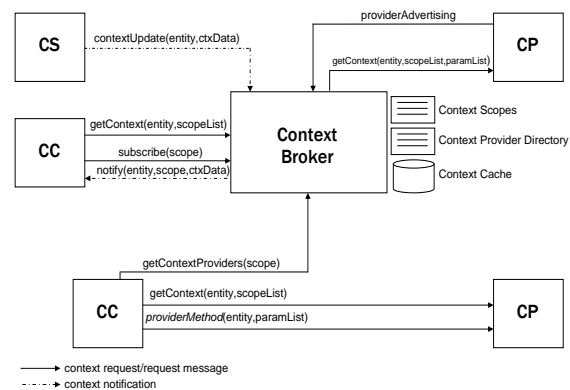 CS
contextUpdate(entity,ctxData)
providerAdvertising
CP
getContext(entity,scopeList,paramList)
Context
Broker
Context Scopes
Context Provider Directory
Context Cache
CC
getContext(entity,scopeList)
subscribe(scope)
notify(entity,scope,ctxData)
getContextProviders(scope)
CC
getContext(entity,scopeList)
providerMethod(entity,paramList)
CP
context request/request message
context notification